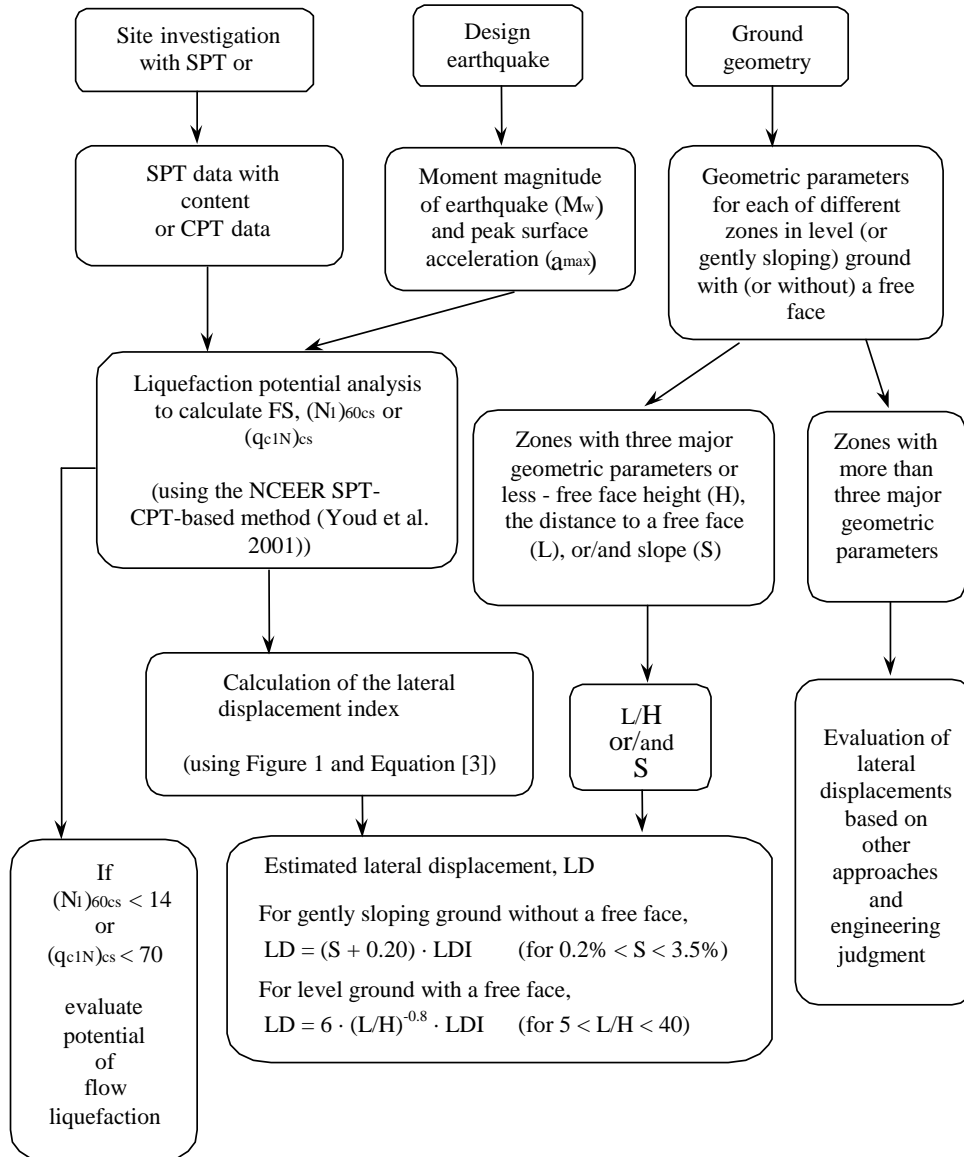 Site investigation
with SPT or
Design
earthquake
Ground
geometry
SPT data with
content
or CPT data
Moment magnitude
of earthquake (Mw)
and peak surface
acceleration (amax)
Geometric parameters
for each of different
zones in level (or
gently sloping) ground
with (or without) a free
face
Liquefaction potential analysis
to calculate FS, (N1)60cs or
(qc1N)cs
(using the NCEER SPT-
CPT-based method (Youd et al.
2001))
Zones with three major
geometric parameters or
less - free face height (H),
the distance to a free face
(L), or/and slope (S)
Zones with
more than
three major
geometric
parameters
Calculation of the lateral
displacement index
(using Figure 1 and Equation [3])
L/H
or/and
S
Evaluation of
lateral
displacements
based on
other
approaches
and
engineering
judgment
If
(N1)60cs < 14
or
(qc1N)cs < 70
evaluate
potential
of
flow
liquefaction
Estimated lateral displacement, LD
For gently sloping ground without a free face,
LD = (S + 0.20) · LDI (for 0.2% < S < 3.5%)
For level ground with a free face,
LD = 6 · (L/H)-0.8 · LDI (for 5 < L/H < 40)